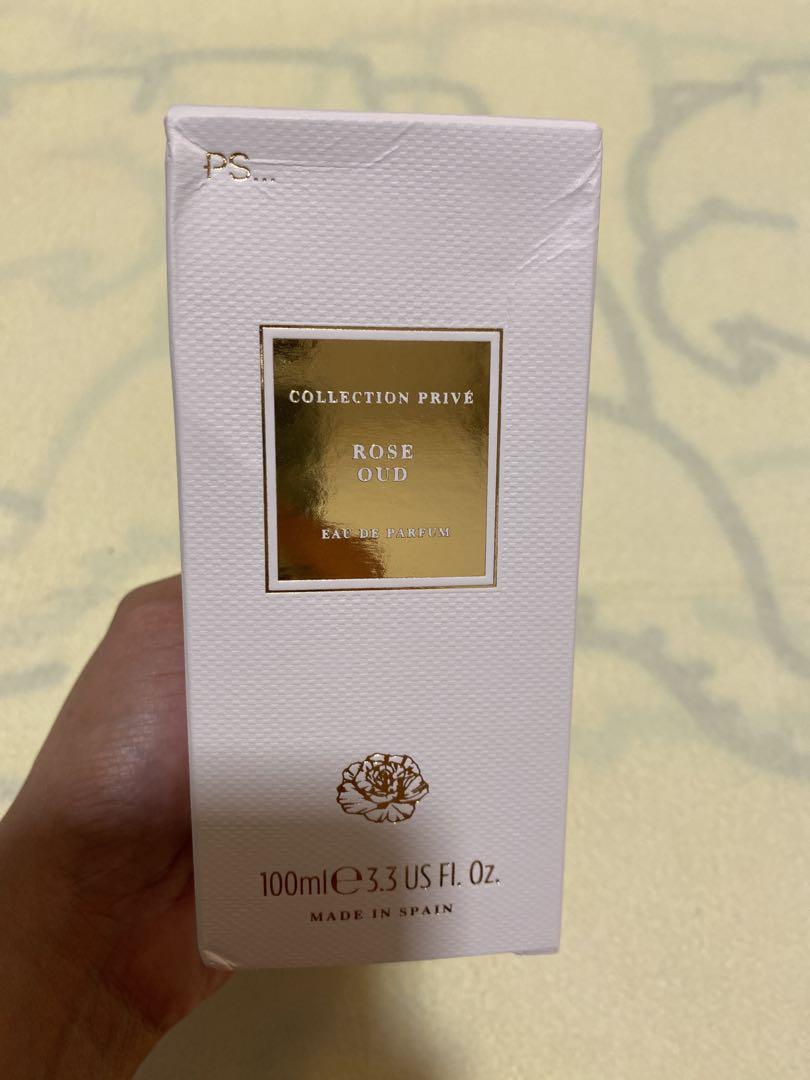 PS...
COLLECTION PRIVÉ
ROSE
OUD
EAU DE PARFUM
100ml ℮ 3.3 US Fl. Oz.
MADE IN SPAIN